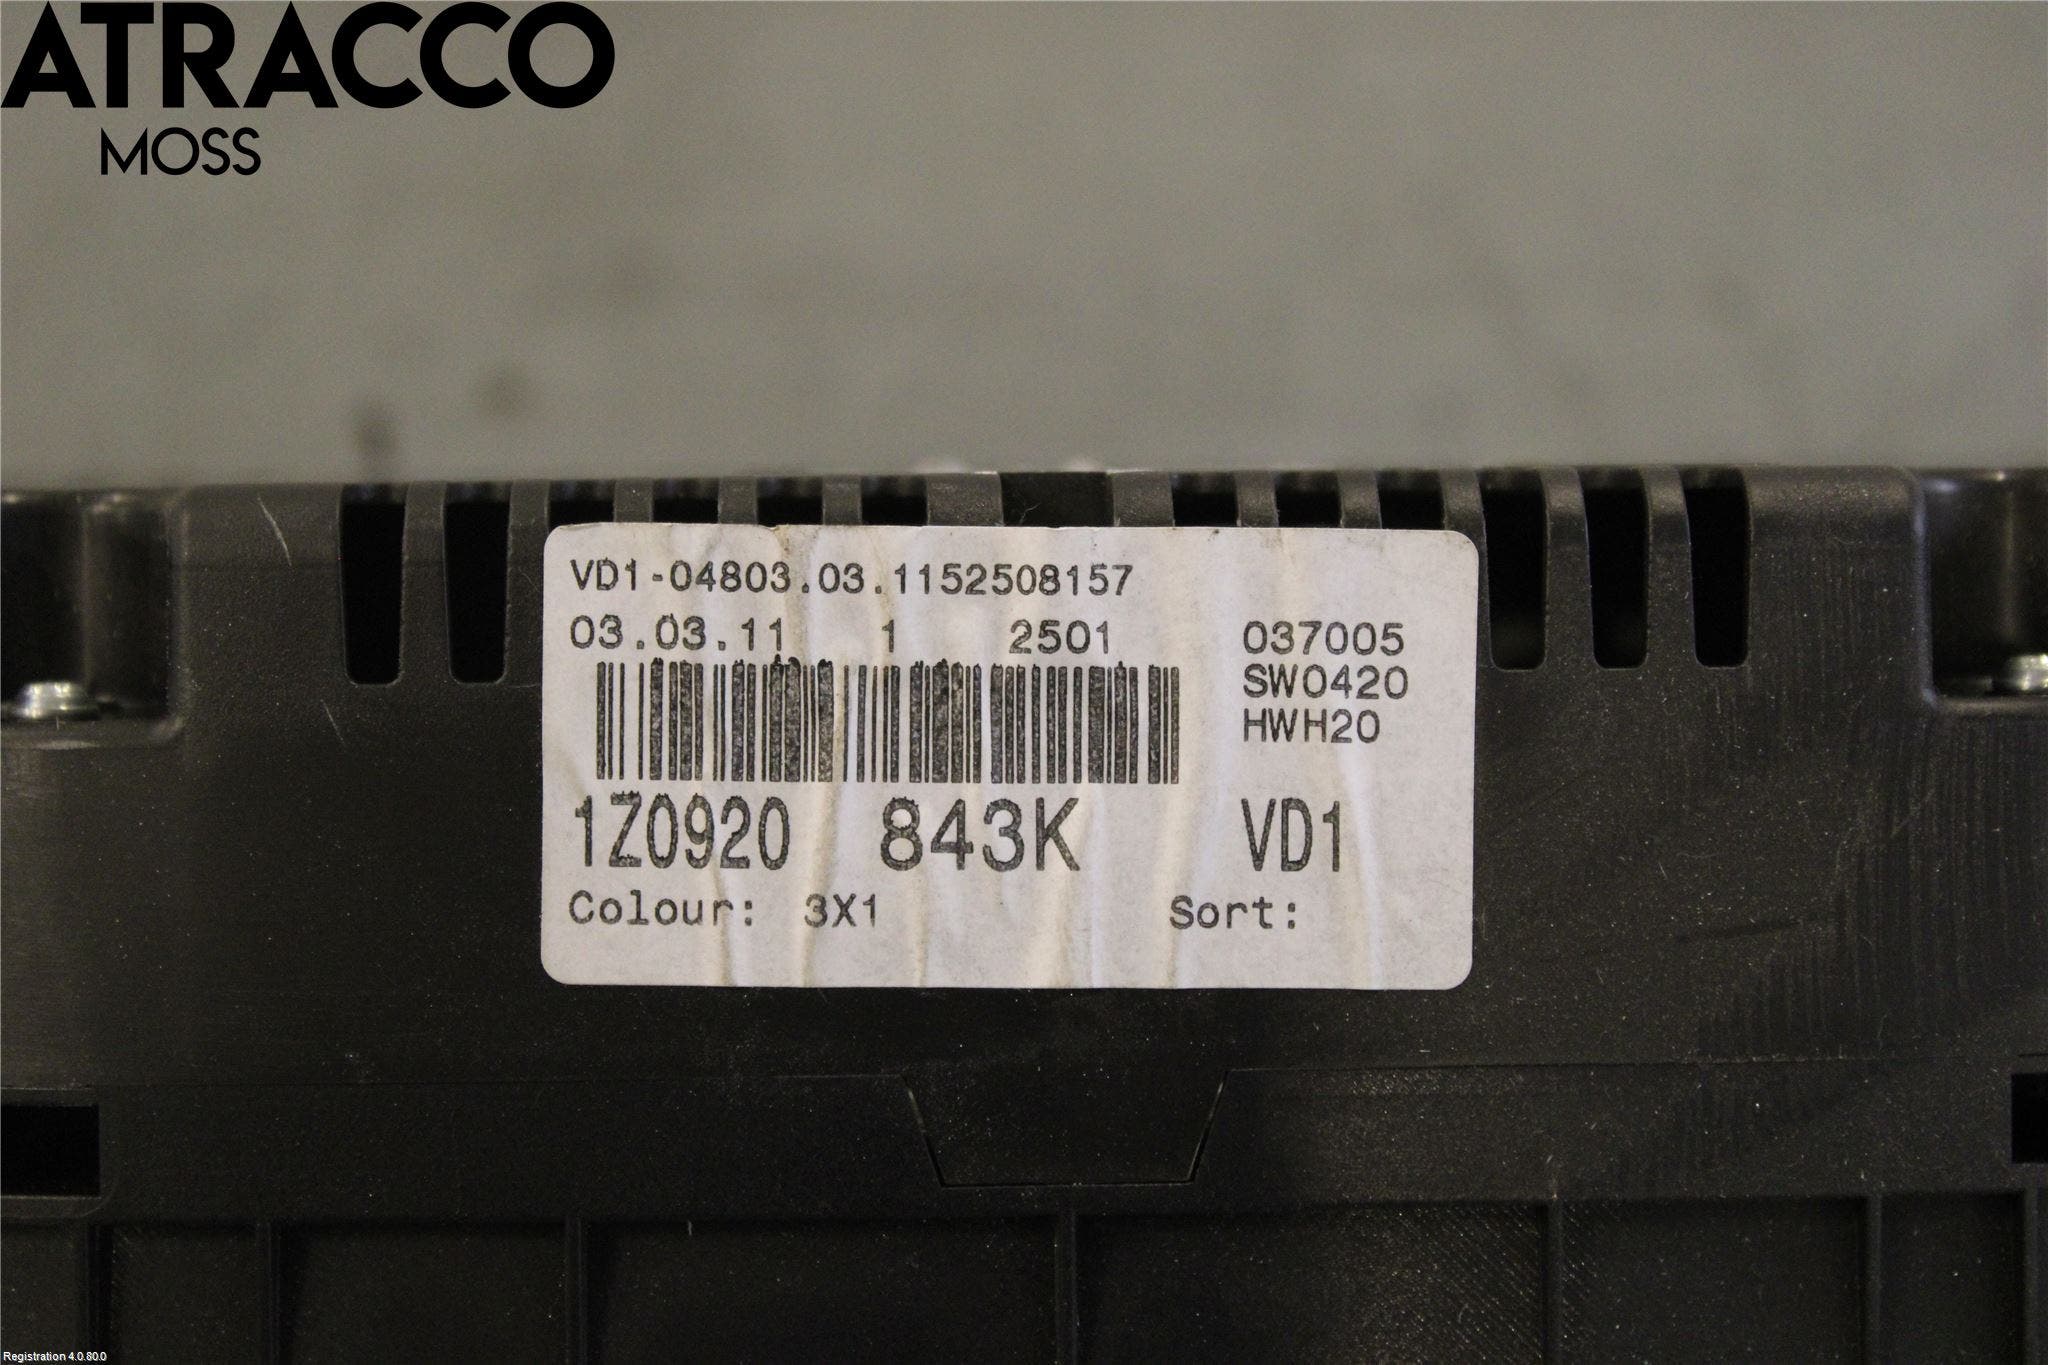 ATRACCO
MOSS
VD1-04803.03.1152508157
03.03.11 1 2501 037005
SW0420
HWH20
1Z0920 843K VD1
Colour: 3X1 Sort:
Registration 4.0.80.0